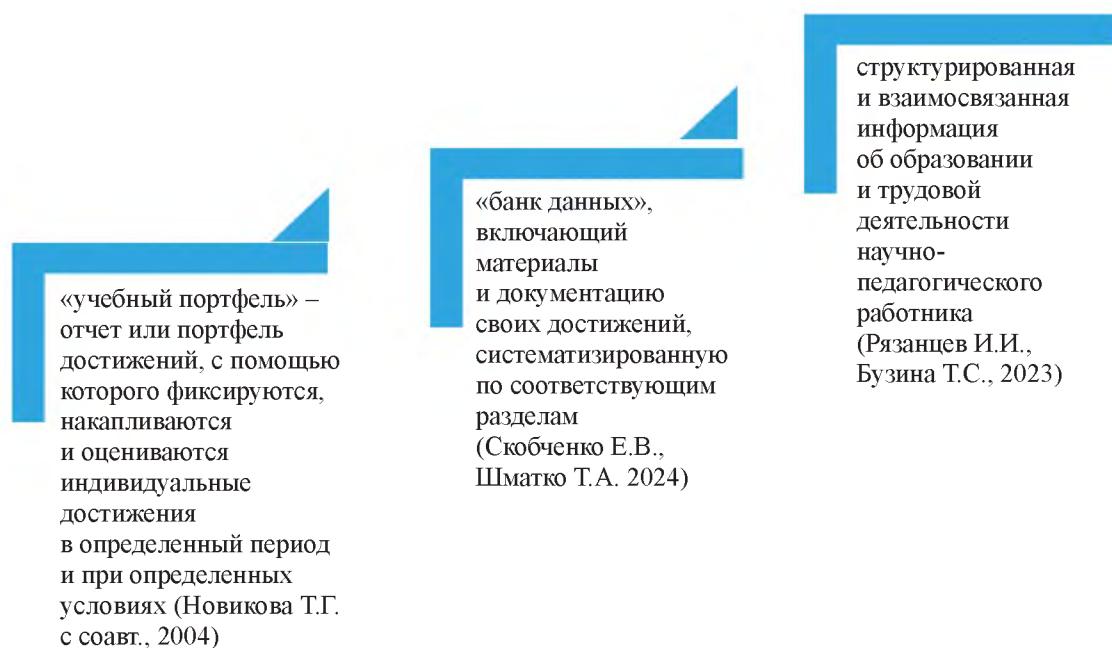 «учебный портфель» –
отчет или портфель
достижений, с помощью
которого фиксируются,
накапливаются
и оцениваются
индивидуальные
достижения
в определенный период
и при определенных
условиях (Новикова Т.Г.
с соавт., 2004)
«банк данных»,
включающий
материалы
и документацию
своих достижений,
систематизированную
по соответствующим
разделам
(Скобченко Е.В.,
Шматко Т.А. 2024)
структурированная
и взаимосвязанная
информация
об образовании
и трудовой
деятельности
научно-
педагогического
работника
(Рязанцев И.И.,
Бузина Т.С., 2023)